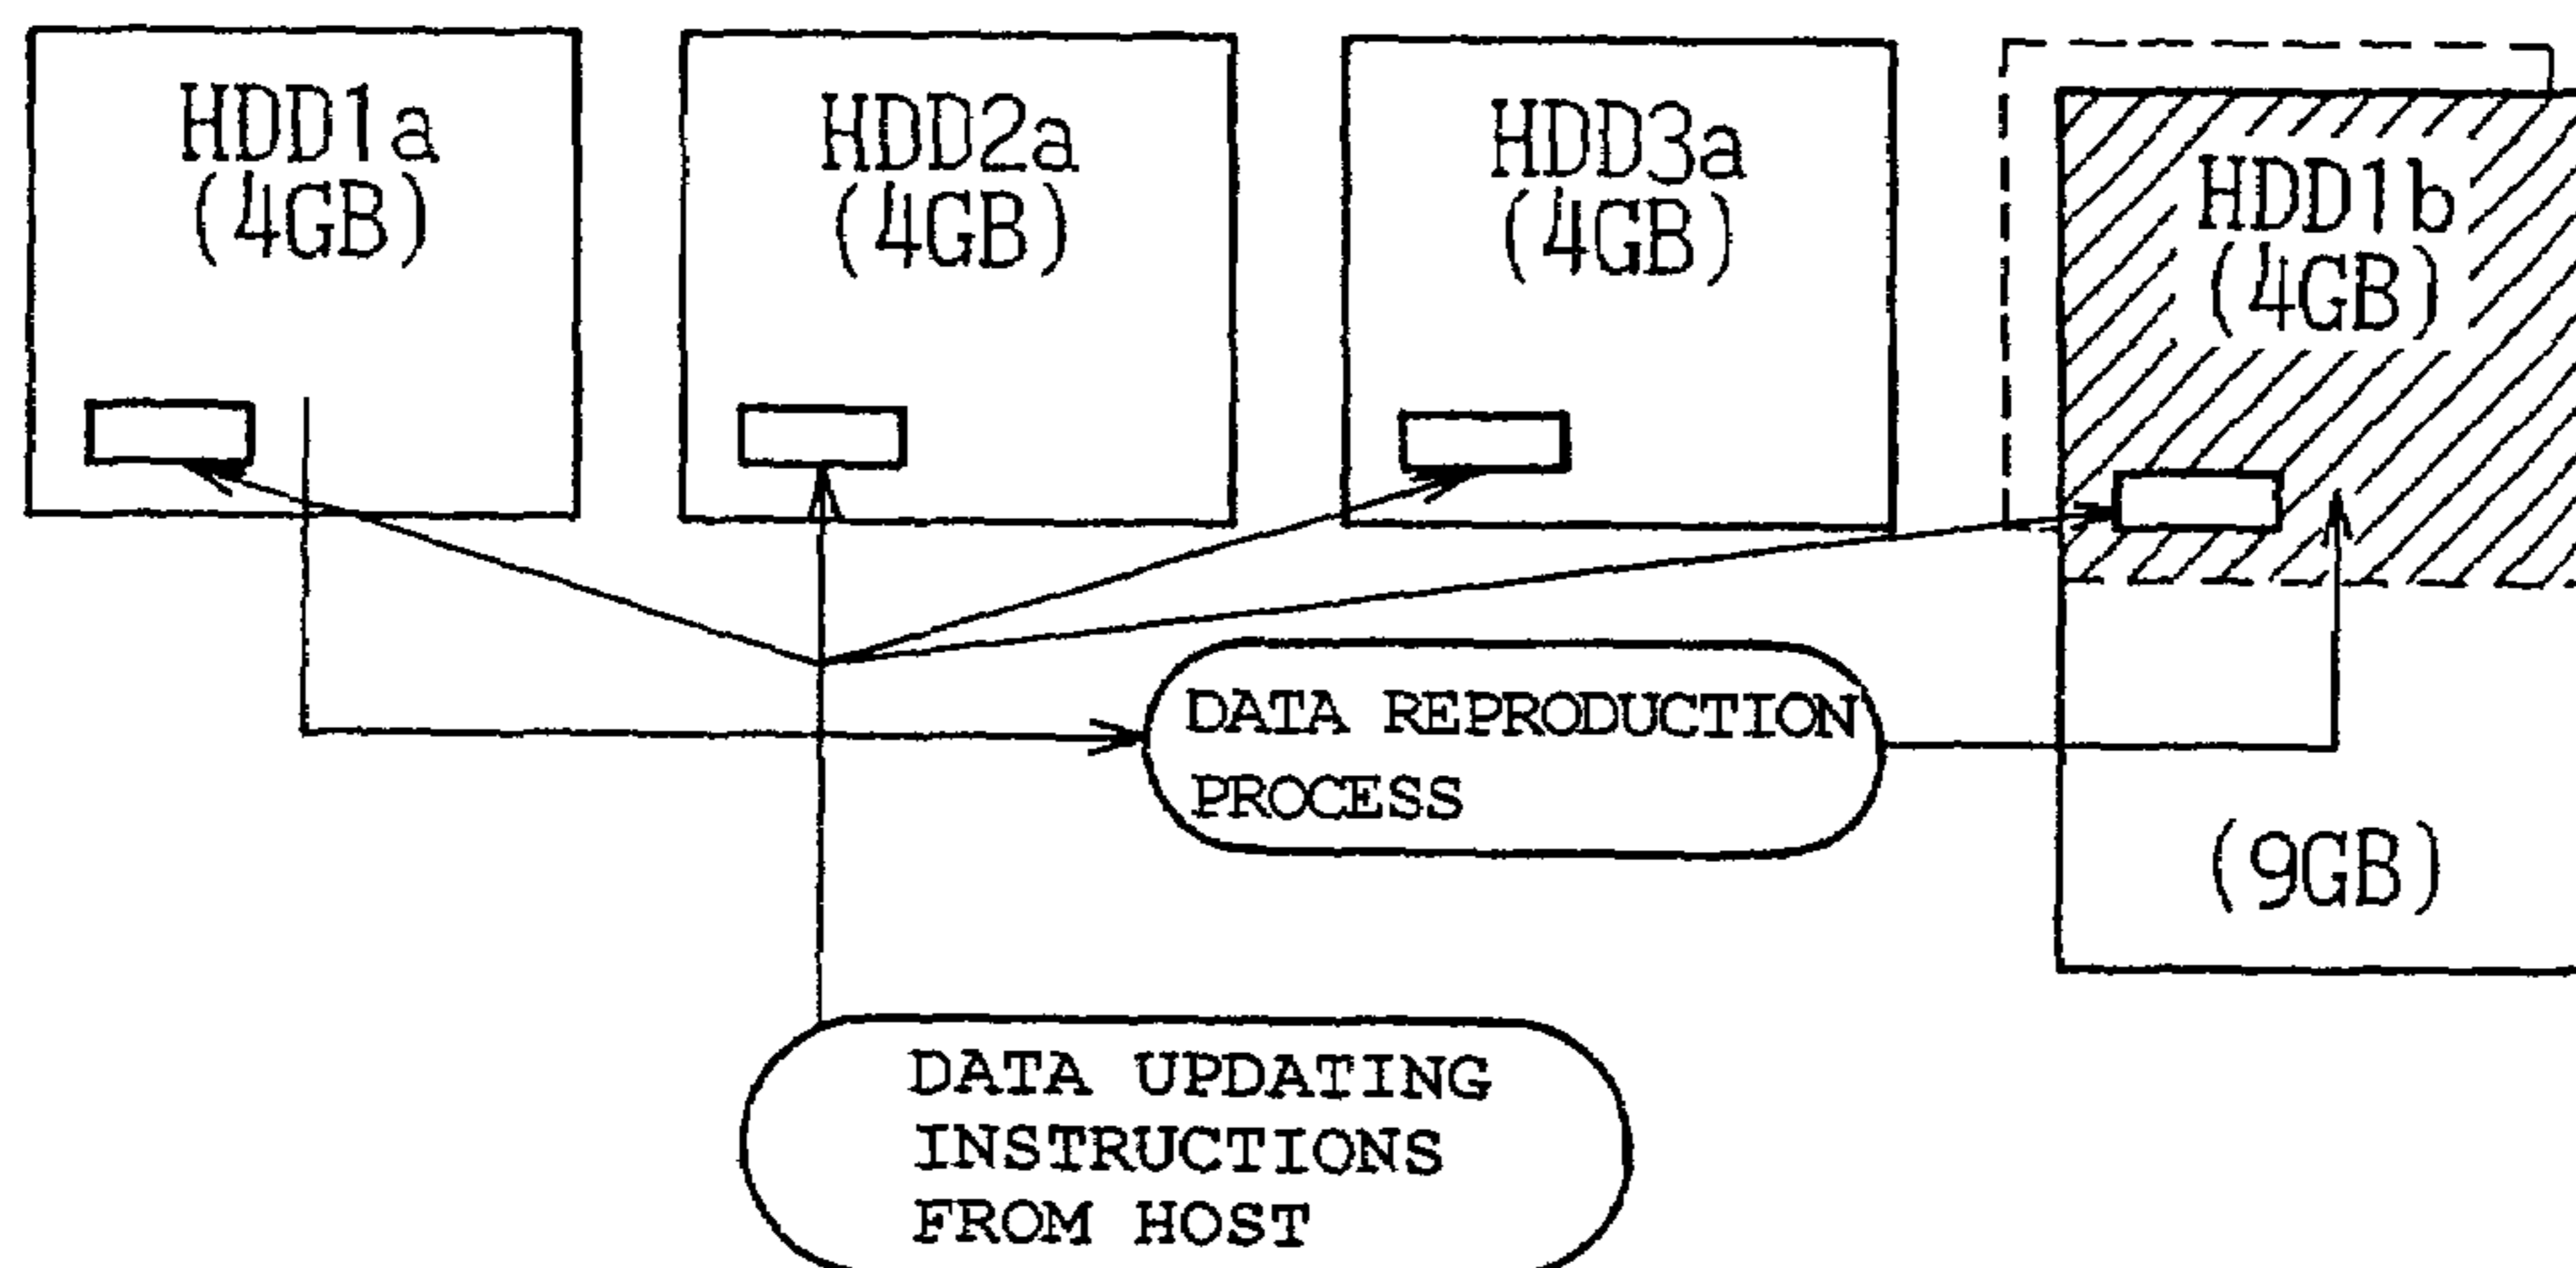 HDD1a
(4GB)
HDD2a
(4GB)
HDD3a
(4GB)
HDD1b
(4GB)
DATA REPRODUCTION
PROCESS
(9GB)
DATA UPDATING
INSTRUCTIONS
FROM HOST